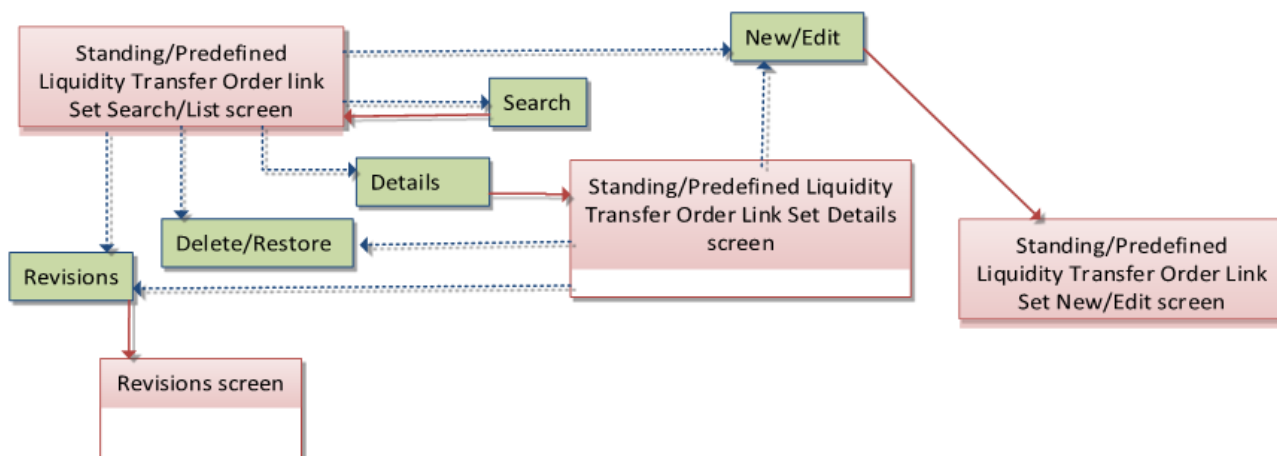 Standing/Predefined
Liquidity Transfer Order link
Set Search/List screen
New/Edit
Search
Details
Standing/Predefined Liquidity
Transfer Order Link Set Details
screen
Delete/Restore
Revisions
Standing/Predefined
Liquidity Transfer Order Link
Set New/Edit screen
Revisions screen